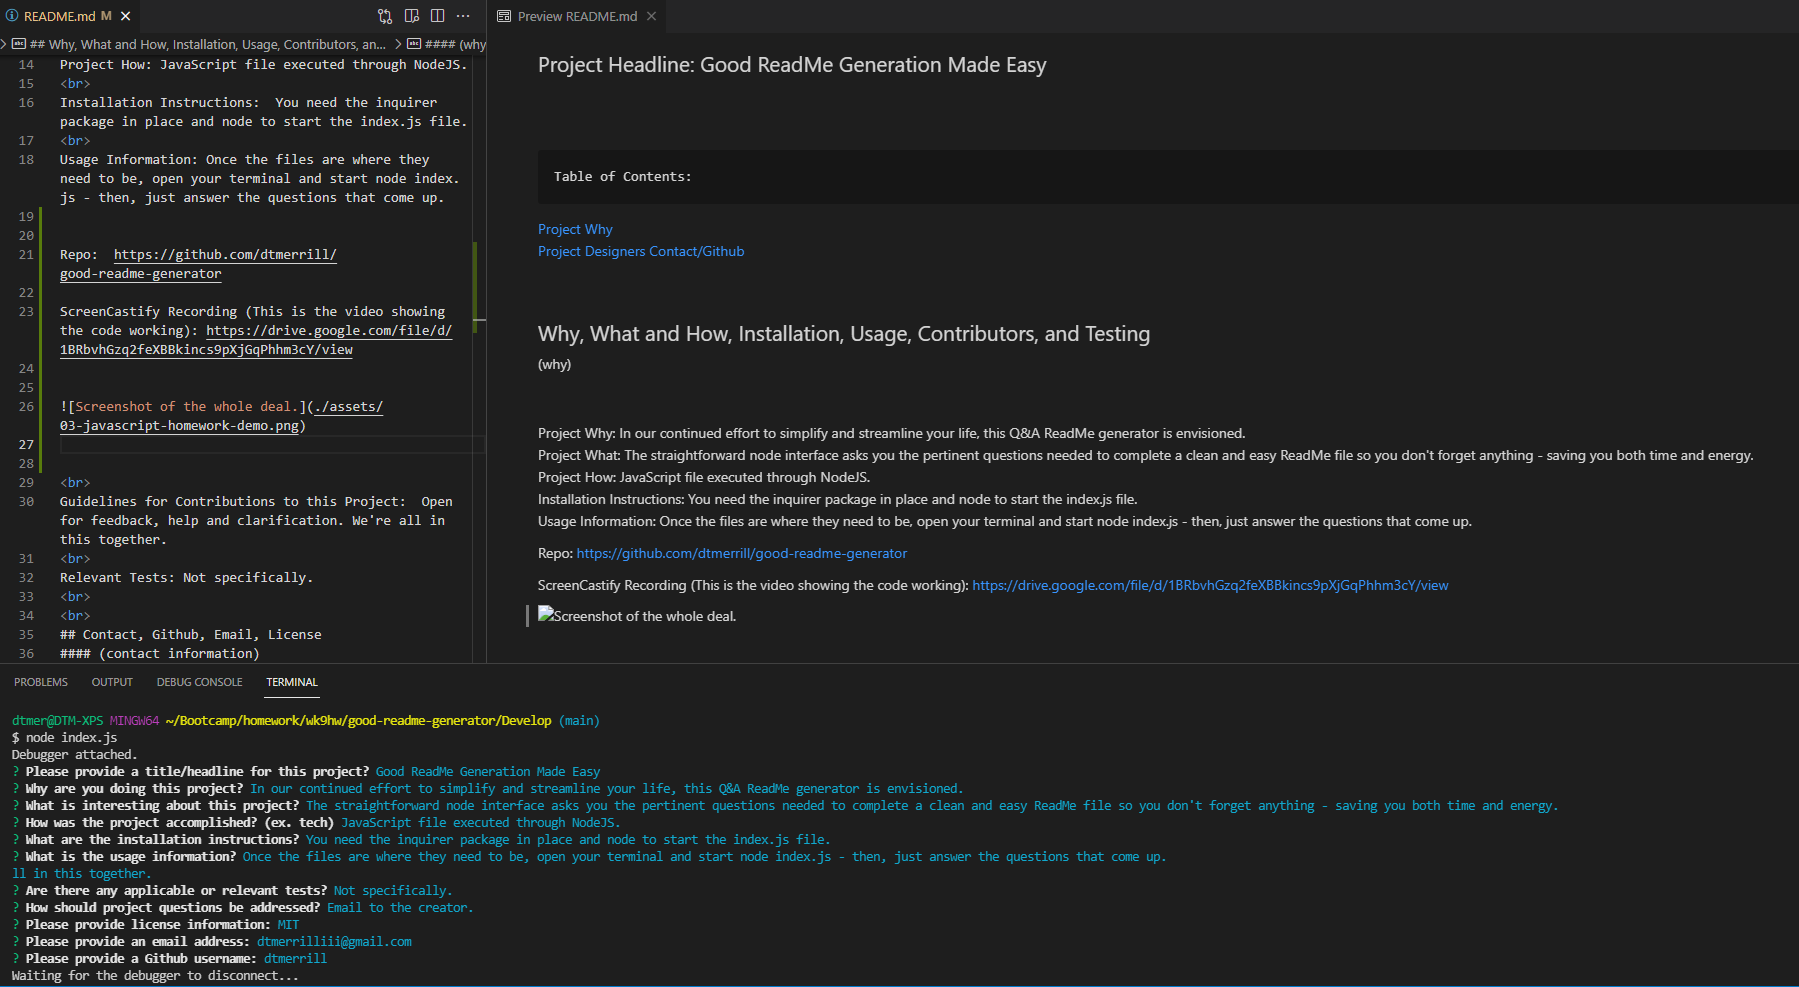 README.md M
Preview README.md
## Why, What and How, Installation, Usage, Contributors, an... > #### (why
14 Project How: JavaScript file executed through NodeJS.
15 <br>
16 Installation Instructions:  You need the inquirer
package in place and node to start the index.js file.
17 <br>
18 Usage Information: Once the files are where they
need to be, open your terminal and start node index.
js - then, just answer the questions that come up.
19
20
21 Repo:  https://github.com/dtmerrill/
good-readme-generator
22
23 ScreenCastify Recording (This is the video showing
the code working): https://drive.google.com/file/d/
1BRbvhGzq2feXBBkincs9pXjGqPhhm3cY/view
24
25
26 ![Screenshot of the whole deal.](./assets/
03-javascript-homework-demo.png)
27
28
29 <br>
30 Guidelines for Contributions to this Project:  Open
for feedback, help and clarification. We're all in
this together.
31 <br>
32 Relevant Tests: Not specifically.
33 <br>
34 <br>
35 ## Contact, Github, Email, License
36 #### (contact information)
Project Headline: Good ReadMe Generation Made Easy
Table of Contents:
Project Why
Project Designers Contact/Github
Why, What and How, Installation, Usage, Contributors, and Testing
(why)
Project Why: In our continued effort to simplify and streamline your life, this Q&A ReadMe generator is envisioned.
Project What: The straightforward node interface asks you the pertinent questions needed to complete a clean and easy ReadMe file so you don't forget anything - saving you both time and energy.
Project How: JavaScript file executed through NodeJS.
Installation Instructions: You need the inquirer package in place and node to start the index.js file.
Usage Information: Once the files are where they need to be, open your terminal and start node index.js - then, just answer the questions that come up.
Repo: https://github.com/dtmerrill/good-readme-generator
ScreenCastify Recording (This is the video showing the code working): https://drive.google.com/file/d/1BRbvhGzq2feXBBkincs9pXjGqPhhm3cY/view
Screenshot of the whole deal.
PROBLEMS OUTPUT DEBUG CONSOLE TERMINAL
dtmer@DTM-XPS MINGW64 ~/Bootcamp/homework/wk9hw/good-readme-generator/Develop (main)
$ node index.js
Debugger attached.
? Please provide a title/headline for this project? Good ReadMe Generation Made Easy
? Why are you doing this project? In our continued effort to simplify and streamline your life, this Q&A ReadMe generator is envisioned.
? What is interesting about this project? The straightforward node interface asks you the pertinent questions needed to complete a clean and easy ReadMe file so you don't forget anything - saving you both time and energy.
? How was the project accomplished? (ex. tech) JavaScript file executed through NodeJS.
? What are the installation instructions? You need the inquirer package in place and node to start the index.js file.
? What is the usage information? Once the files are where they need to be, open your terminal and start node index.js - then, just answer the questions that come up.
ll in this together.
? Are there any applicable or relevant tests? Not specifically.
? How should project questions be addressed? Email to the creator.
? Please provide license information: MIT
? Please provide an email address: dtmerrilliii@gmail.com
? Please provide a Github username: dtmerrill
Waiting for the debugger to disconnect...